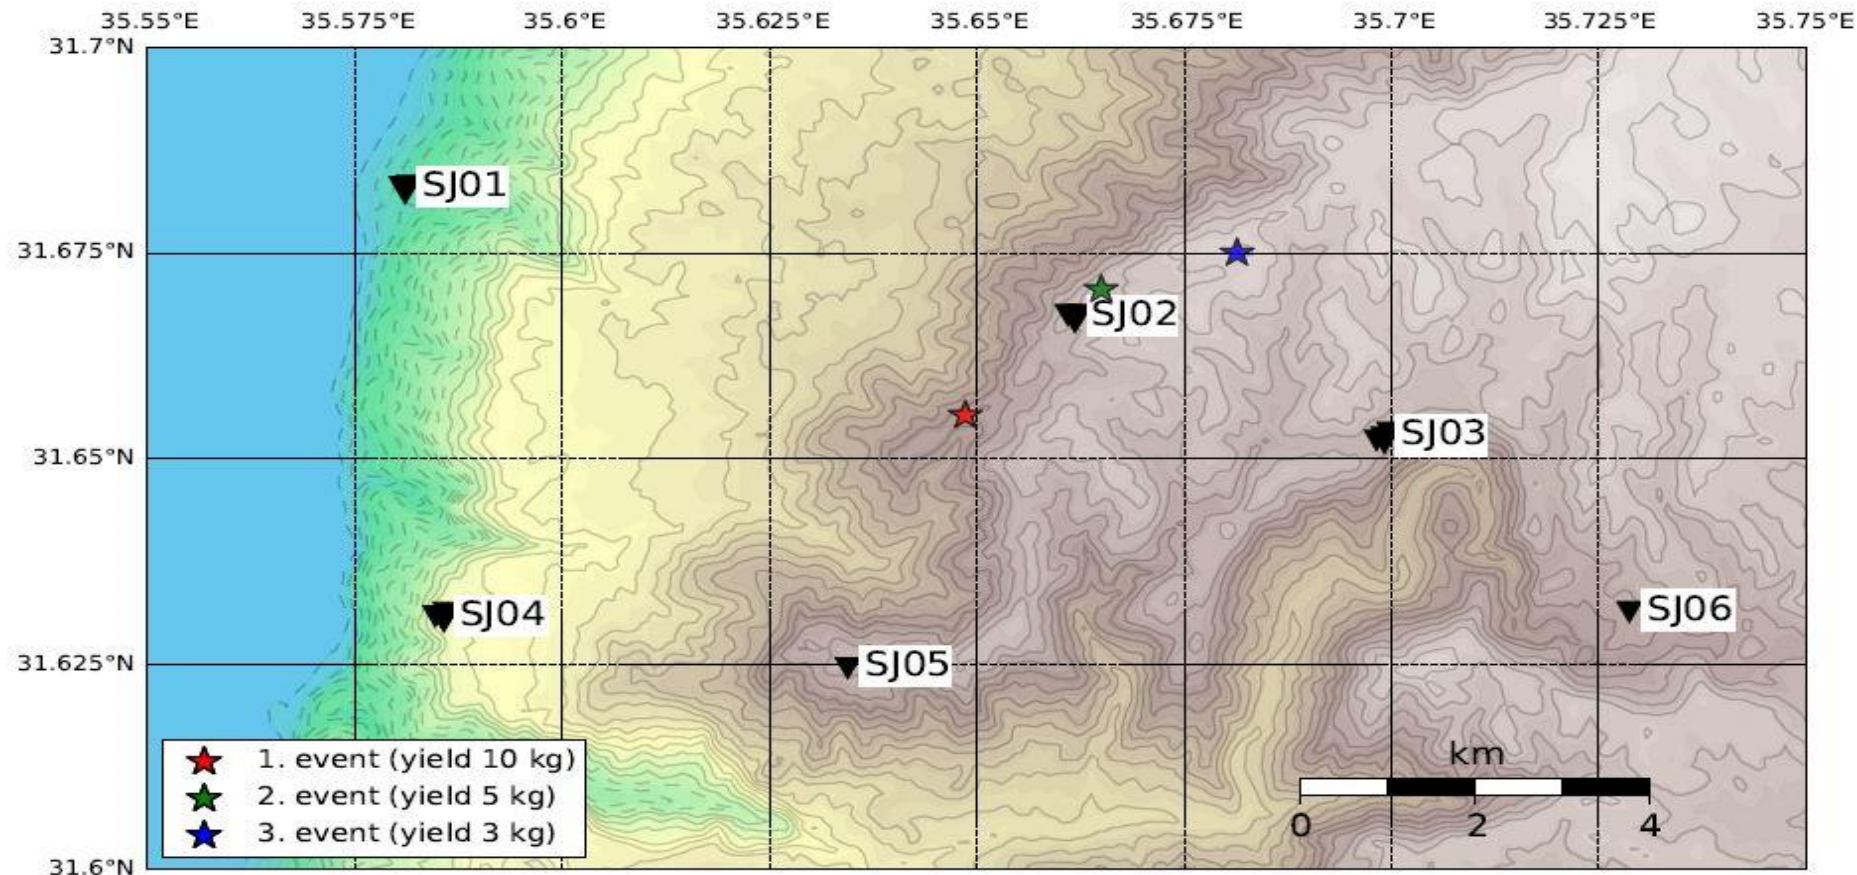 35.55°E 35.575°E 35.6°E 35.625°E 35.65°E 35.675°E 35.7°E 35.725°E 35.75°E
31.7°N
SJ01
31.675°N
SJ02
SJ03
31.65°N
SJ04
SJ06
31.625°N
SJ05
km
0 2 4
1. event (yield 10 kg)
2. event (yield 5 kg)
3. event (yield 3 kg)
31.6°N